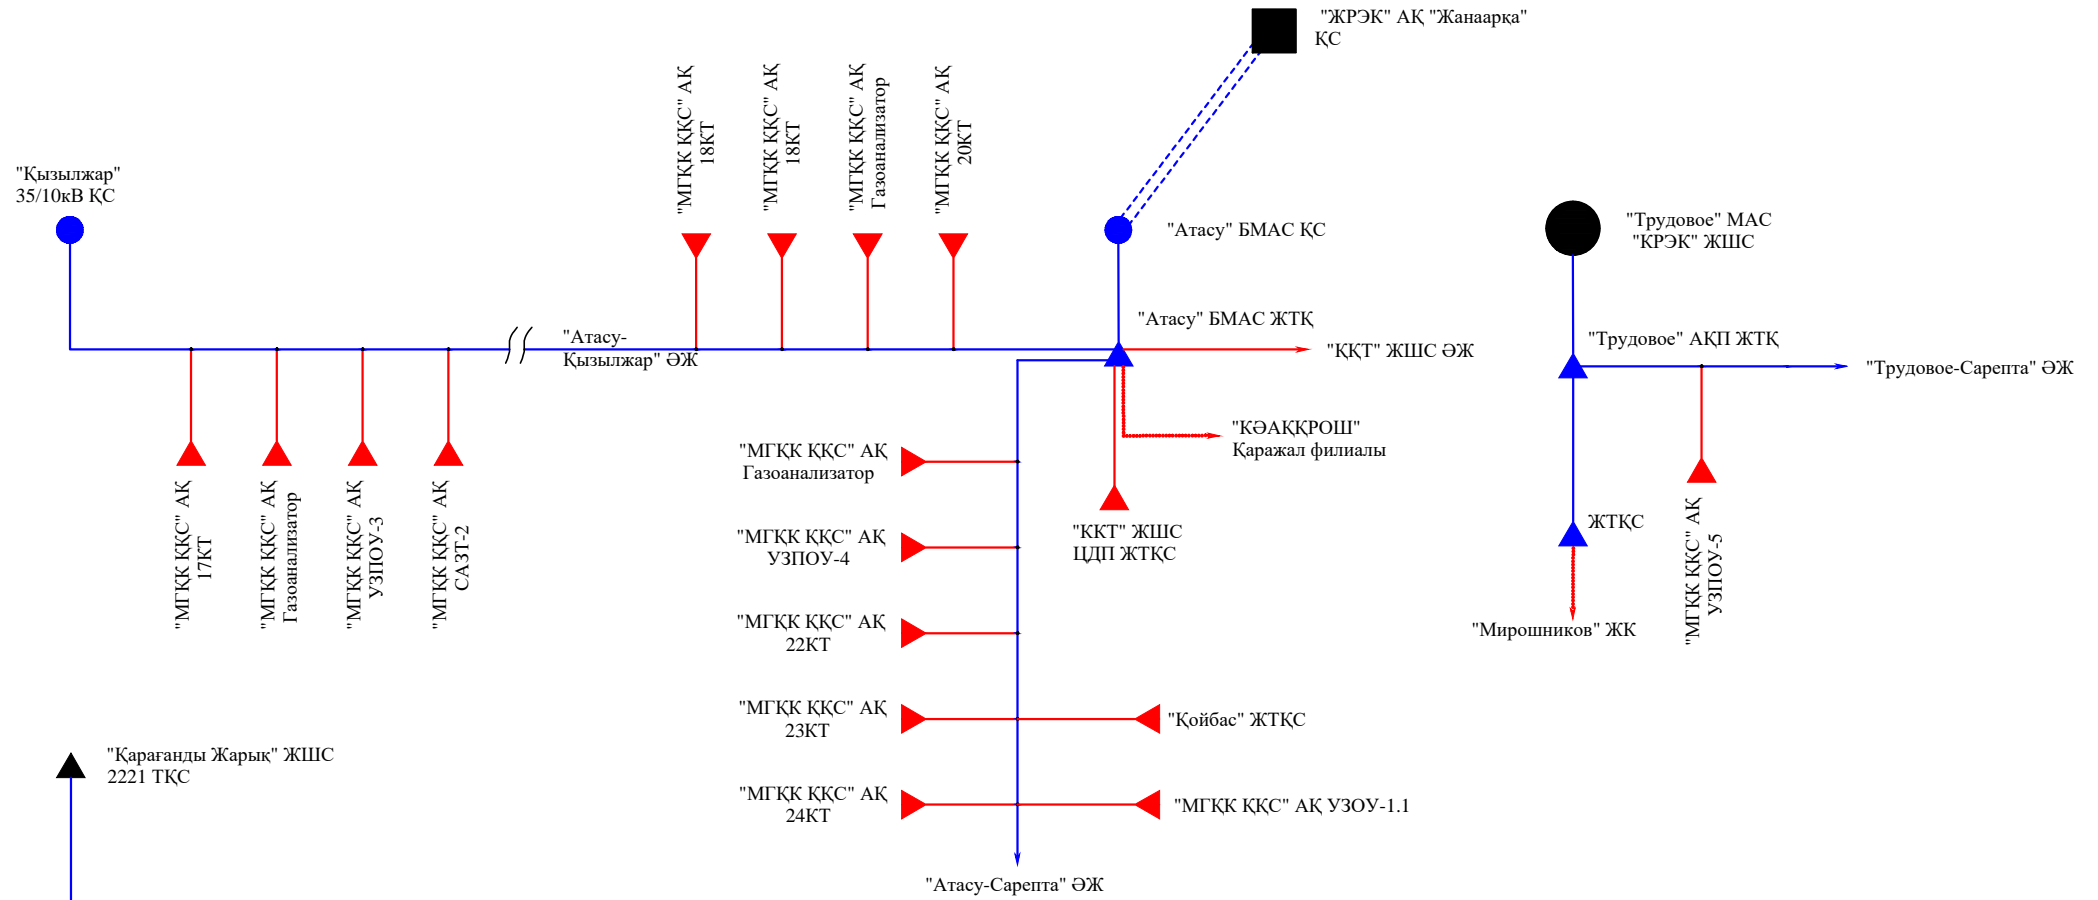 "ЖРЭК" АҚ "Жанаарқа"
ҚС
"Қызылжар"
35/10кВ ҚС
"МГҚК ҚҚС" АҚ
18КТ
"МГҚК ҚҚС" АҚ
18КТ
"МГҚК ҚҚС" АҚ
Газоанализатор
"МГҚК ҚҚС" АҚ
20КТ
"Атасу" БМАС ҚС
"Трудовое" МАС
"КРЭК" ЖШС
"Атасу-
Қызылжар" ӘЖ
"Атасу" БМАС ЖТҚ
"ҚҚТ" ЖШС ӘЖ
"Трудовое" АҚП ЖТҚ
"Трудовое-Сарепта" ӘЖ
"МГҚК ҚҚС" АҚ
17КТ
"МГҚК ҚҚС" АҚ
Газоанализатор
"МГҚК ҚҚС" АҚ
УЗПОУ-3
"МГҚК ҚҚС" АҚ
САЗТ-2
"МГҚК ҚҚС" АҚ
Газоанализатор
"КӘАҚҚРОШ"
Қаражал филиалы
"МГҚК ҚҚС" АҚ
УЗПОУ-4
"ККТ" ЖШС
ЦДП ЖТҚС
ЖТҚС
"МГҚК ҚҚС" АҚ
УЗПОУ-5
"МГҚК ҚҚС" АҚ
22КТ
"Мирошников" ЖК
"МГҚК ҚҚС" АҚ
23КТ
"Қойбас" ЖТҚС
"Қарағанды Жарық" ЖШС
2221 ТҚС
"МГҚК ҚҚС" АҚ
24КТ
"МГҚК ҚҚС" АҚ УЗОУ-1.1
"Атасу-Сарепта" ӘЖ